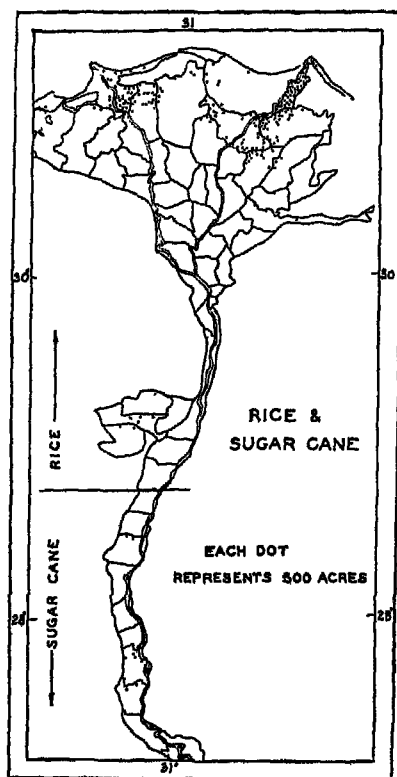 31
30
30
RICE
RICE &
SUGAR CANE
EACH DOT
REPRESENTS 500 ACRES
SUGAR CANE
28
28
31°